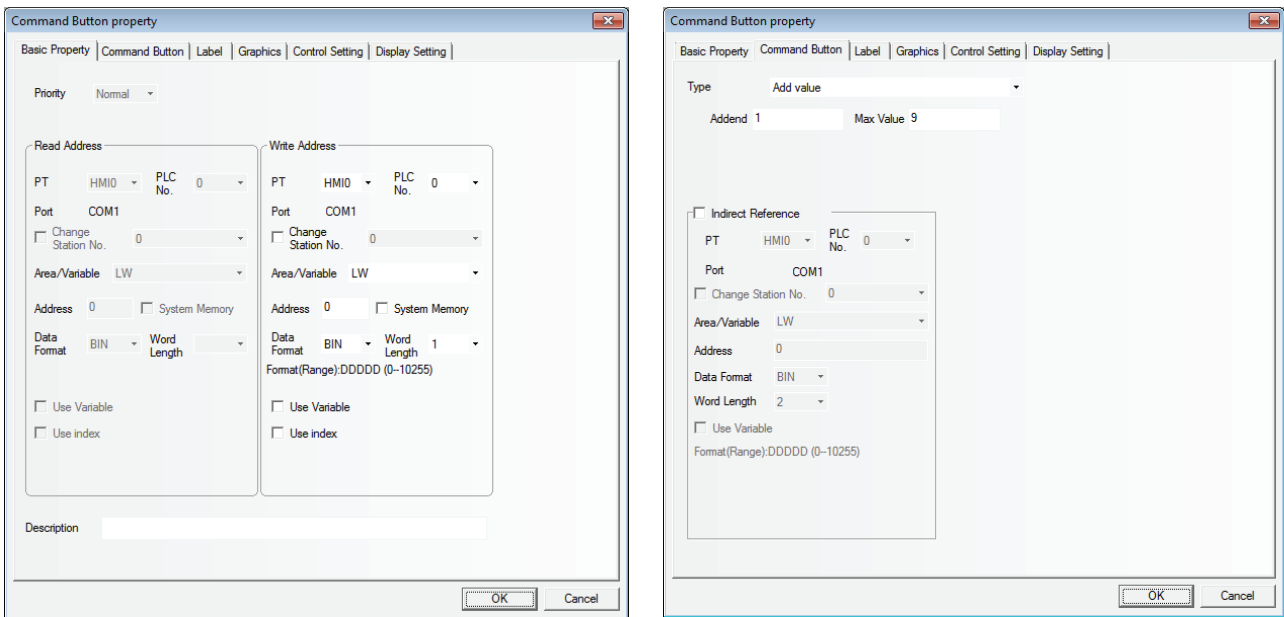 Command Button property
Basic Property Command Button Label Graphics Control Setting Display Setting
Priority Normal
Read Address
PT HMI0 PLC No. 0
Port COM1
Change Station No. 0
Area/Variable LW
Address 0 System Memory
Data Format BIN Word Length
Use Variable
Use index
Write Address
PT HMI0 PLC No. 0
Port COM1
Change Station No. 0
Area/Variable LW
Address 0 System Memory
Data Format BIN Word Length 1
Format(Range):DDDDD (0--10255)
Use Variable
Use index
Description
OK Cancel
Command Button property
Basic Property Command Button Label Graphics Control Setting Display Setting
Type Add value
Addend 1 Max Value 9
Indirect Reference
PT HMI0 PLC No. 0
Port COM1
Change Station No. 0
Area/Variable LW
Address 0
Data Format BIN
Word Length 2
Use Variable
Format(Range):DDDDD (0--10255)
OK Cancel